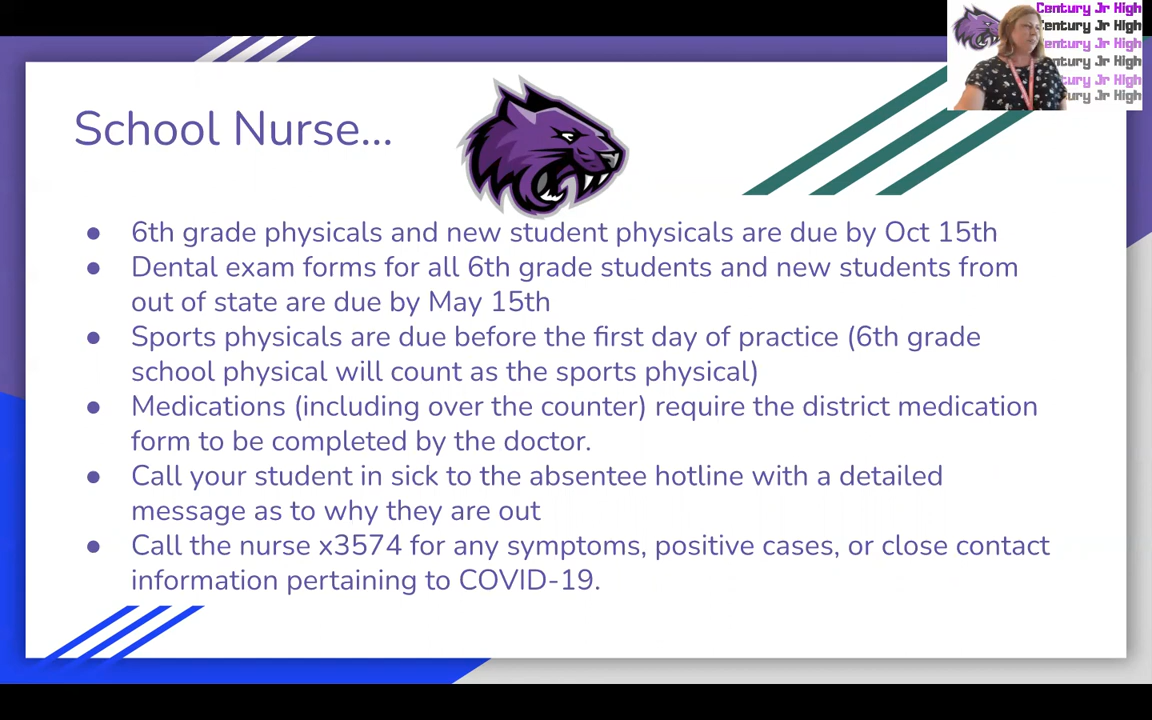 Century Jr High
Century Jr High
entury Jr High
ntury Jr High
entury Jr High
ury Jr High
School Nurse...
● 6th grade physicals and new student physicals are due by Oct 15th
● Dental exam forms for all 6th grade students and new students from
out of state are due by May 15th
● Sports physicals are due before the first day of practice (6th grade
school physical will count as the sports physical)
● Medications (including over the counter) require the district medication
form to be completed by the doctor.
● Call your student in sick to the absentee hotline with a detailed
message as to why they are out
● Call the nurse x3574 for any symptoms, positive cases, or close contact
information pertaining to COVID-19.